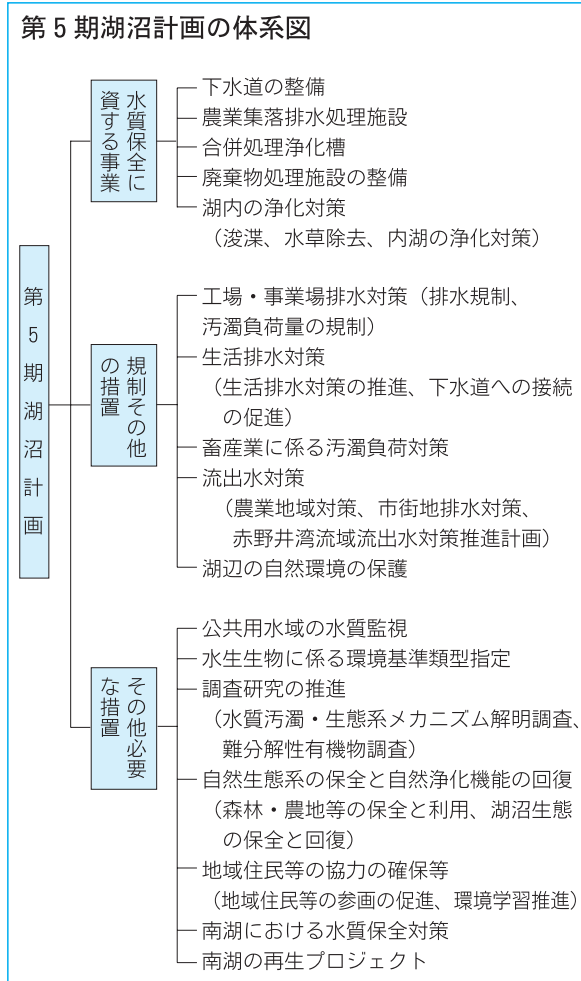 第5期湖沼計画の体系図
第5期湖沼計画
水質保全に
資する事業
下水道の整備
農業集落排水処理施設
合併処理浄化槽
廃棄物処理施設の整備
湖内の浄化対策
（浚渫、水草除去、内湖の浄化対策）
規制その他
の措置
工場・事業場排水対策（排水規制、
汚濁負荷量の規制）
生活排水対策
（生活排水対策の推進、下水道への接続
の促進）
畜産業に係る汚濁負荷対策
流出水対策
（農業地域対策、市街地排水対策、
赤野井湾流域流出水対策推進計画）
湖辺の自然環境の保護
その他必要
な措置
公共用水域の水質監視
水生生物に係る環境基準類型指定
調査研究の推進
（水質汚濁・生態系メカニズム解明調査、
難分解性有機物調査）
自然生態系の保全と自然浄化機能の回復
（森林・農地等の保全と利用、湖沼生態
の保全と回復）
地域住民等の協力の確保等
（地域住民等の参画の促進、環境学習推進）
南湖における水質保全対策
南湖の再生プロジェクト